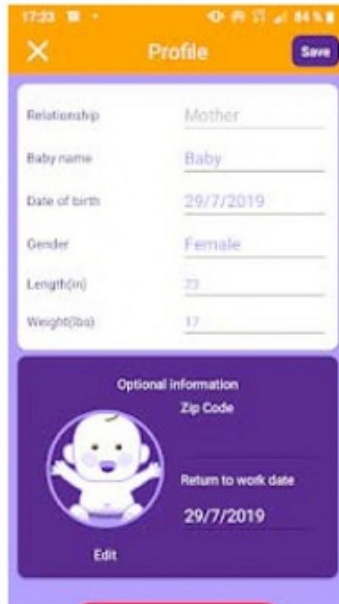 17:23 84%
Profile Save
Relationship Mother
Baby name Baby
Date of birth 29/7/2019
Gender Female
Length(in) 23
Weight(lbs) 17
Optional information
Zip Code
Return to work date
29/7/2019
Edit